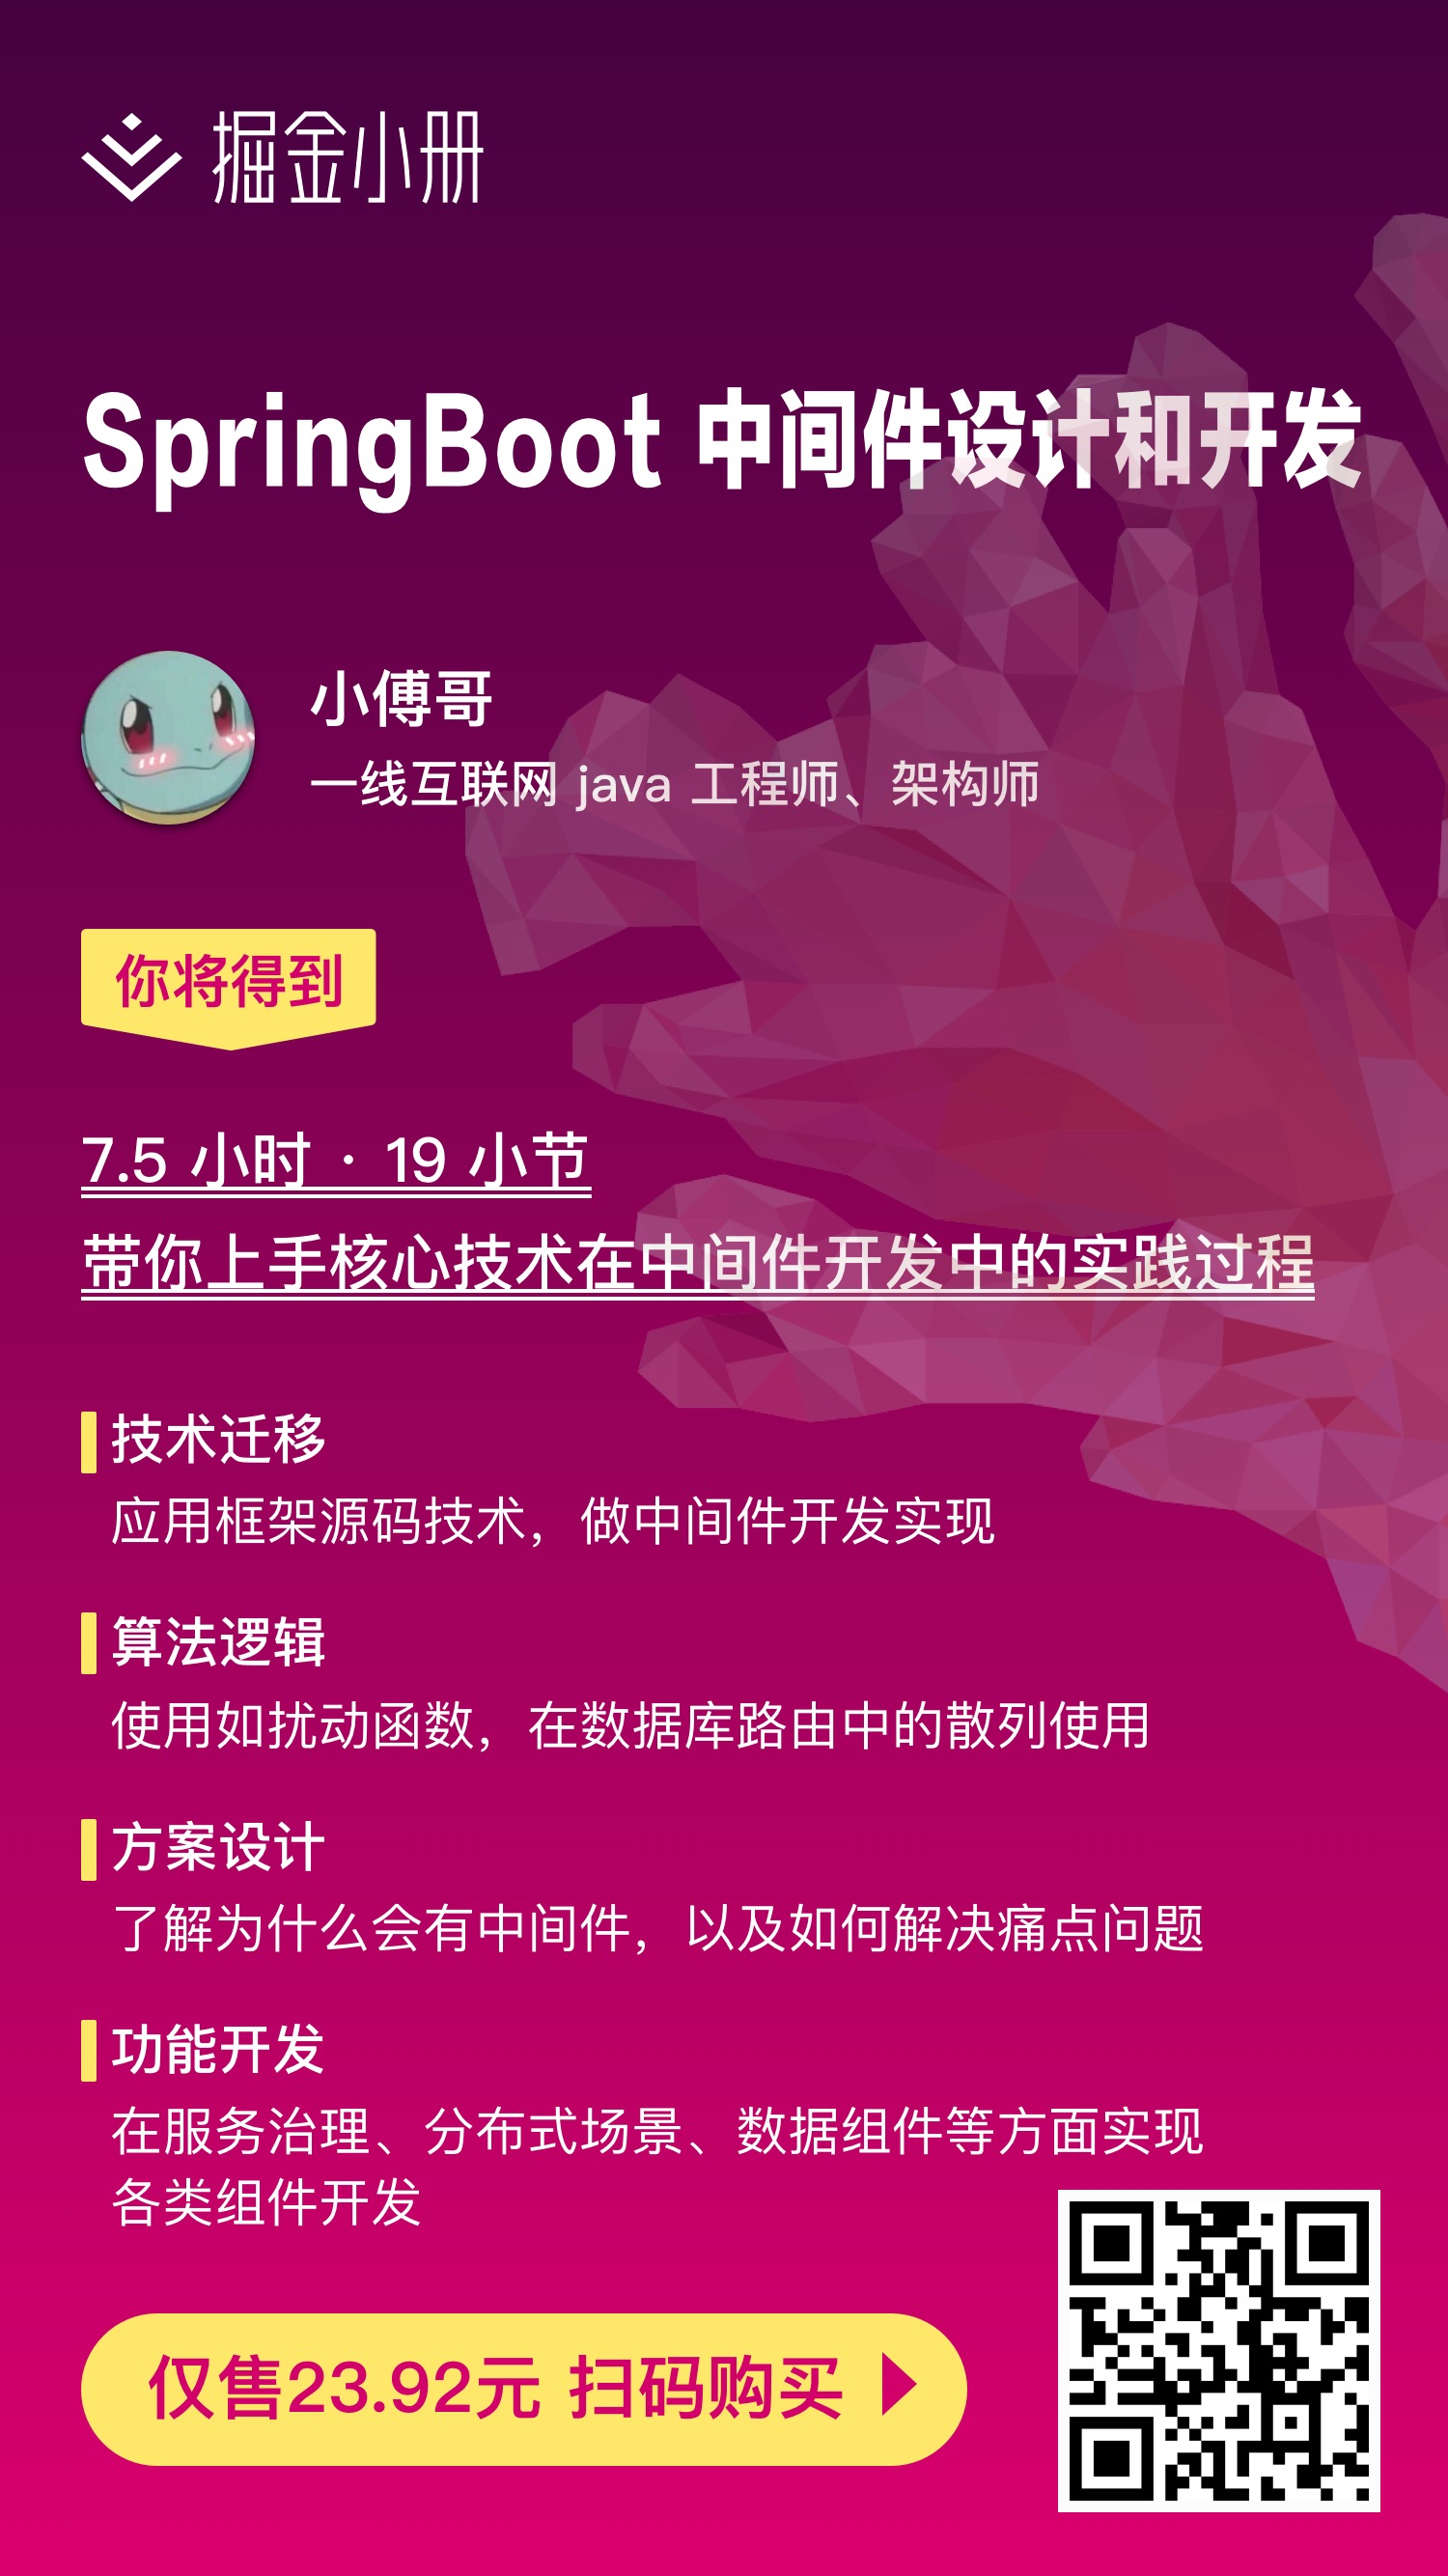 掘金小册
SpringBoot 中间件设计和开发
小傅哥
一线互联网 java 工程师、架构师
你将得到
7.5 小时 · 19 小节
带你上手核心技术在中间件开发中的实践过程
技术迁移
应用框架源码技术，做中间件开发实现
算法逻辑
使用如扰动函数，在数据库路由中的散列使用
方案设计
了解为什么会有中间件，以及如何解决痛点问题
功能开发
在服务治理、分布式场景、数据组件等方面实现
各类组件开发
仅售23.92元 扫码购买